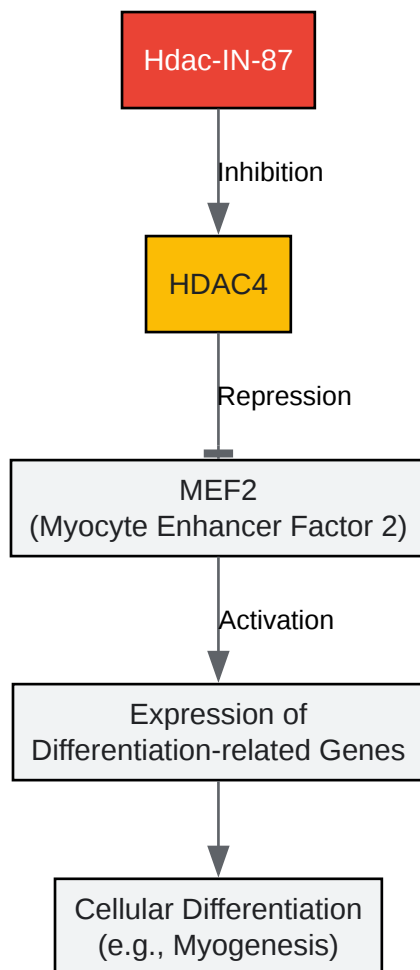 Hdac-IN-87
Inhibition
HDAC4
Repression
MEF2
(Myocyte Enhancer Factor 2)
Activation
Expression of
Differentiation-related Genes
Cellular Differentiation
(e.g., Myogenesis)